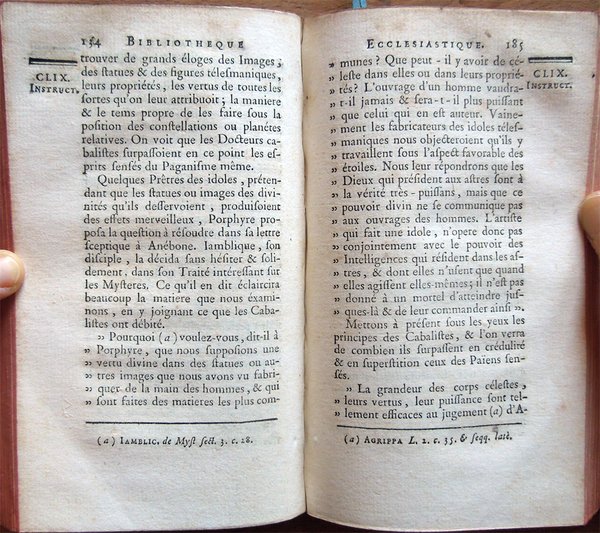 154 BIBLIOTHEQUE
CLIX.
INSTRUCT.
trouver de grands éloges des Images,
des statues & des figures télesmaniques,
leurs propriétés, les vertus de toutes les
sortes qu'on leur attribuoit; la maniere
& le tems propre de les faire sous la
position des constellations ou planétes
relatives. On voit que les Docteurs ca-
balistes surpassoient en ce point les es-
prits sensés du Paganisme même.
Quelques Prêtres des idoles, préten-
dant que les statues ou images des divi-
nités qu'ils desservoient, produisoient
des effets merveilleux, Porphyre pro-
posa la question à résoudre dans sa lettre
sceptique à Anébone. Iamblique, son
disciple, la décida sans hésiter & soli-
dement, dans son Traité intéressant sur
les Mysteres. Ce qu'il en dit éclaircira
beaucoup la matiere que nous exami-
nons, en y joignant ce que les Caba-
listes ont débité.
» Pourquoi (a) voulez-vous, dit-il à
» Porphyre, que nous supposions une
» vertu divine dans des statues ou au-
» tres images que nous avons vu fabri-
» quer de la main des hommes, & qui
» sont faites des matieres les plus com-
(a) IAMBLIC. de Myst sect. 3. c. 28.
ECCLESIASTIQUE. 185
CLIX.
INSTRUCT.
» munes? Que peut-il y avoir de cé-
» leste dans elles ou dans leurs proprié-
» tés? L'ouvrage d'un homme vaudra-
» t-il jamais & sera-t-il plus puissant
» que celui qui en est auteur. Vaine-
» ment les fabricateurs des idoles téles-
» maniques nous objecteroient qu'ils y
» travaillent sous l'aspect favorable des
» étoiles. Nous leur répondrons que les
» Dieux qui président aux astres sont à
» la vérité très-puissans, mais que ce
» pouvoir divin ne se communique pas
» aux ouvrages des hommes. L'artiste
» qui fait une idole, n'opere donc pas
» conjointement avec le pouvoir des
» Intelligences qui résident dans les as-
» tres, & dont elles n'usent que quand
» elles agissent elles-mêmes; il n'est pas
» donné à un mortel d'atteindre jus-
» ques-là & de leur commander ainsi ».
Mettons à présent sous les yeux les
principes des Cabalistes, & l'on verra
de combien ils surpassent en crédulité
& en superstition ceux des Païens sen-
sés.
» La grandeur des corps célestes,
» leurs vertus, leur puissance sont tel-
» lement efficaces au jugement (a) d'A-
(a) AGRIPPA L. 2. c. 35. & seqq. latè.